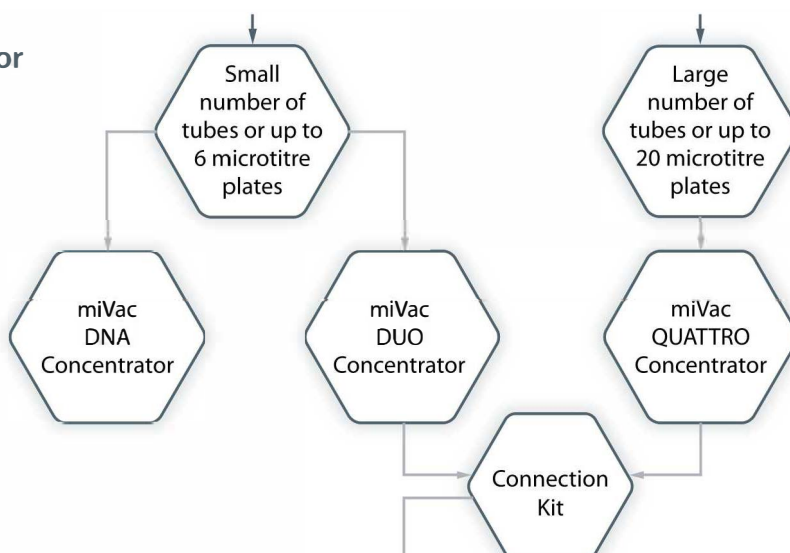 or
Small
number of
tubes or up to
6 microtitre
plates
Large
number of
tubes or up to
20 microtitre
plates
miVac
DNA
Concentrator
miVac
DUO
Concentrator
miVac
QUATTRO
Concentrator
Connection
Kit